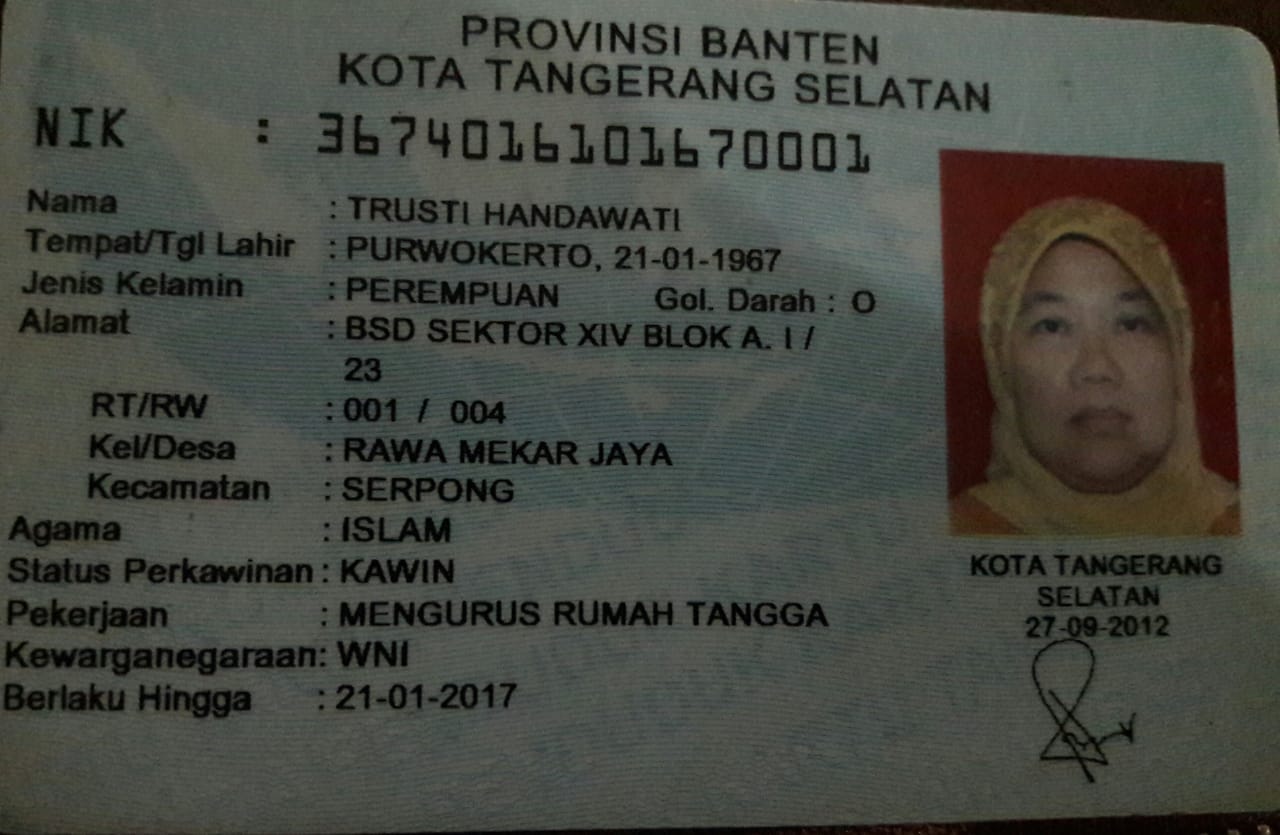 PROVINSI BANTEN
KOTA TANGERANG SELATAN
NIK : 3674016101670001
Nama : TRUSTI HANDAWATI
Tempat/Tgl Lahir : PURWOKERTO, 21-01-1967
Jenis Kelamin : PEREMPUAN Gol. Darah : O
Alamat : BSD SEKTOR XIV BLOK A. I /
23
RT/RW : 001 / 004
Kel/Desa : RAWA MEKAR JAYA
Kecamatan : SERPONG
Agama : ISLAM
Status Perkawinan : KAWIN
Pekerjaan : MENGURUS RUMAH TANGGA
Kewarganegaraan: WNI
Berlaku Hingga : 21-01-2017
KOTA TANGERANG
SELATAN
27-09-2012